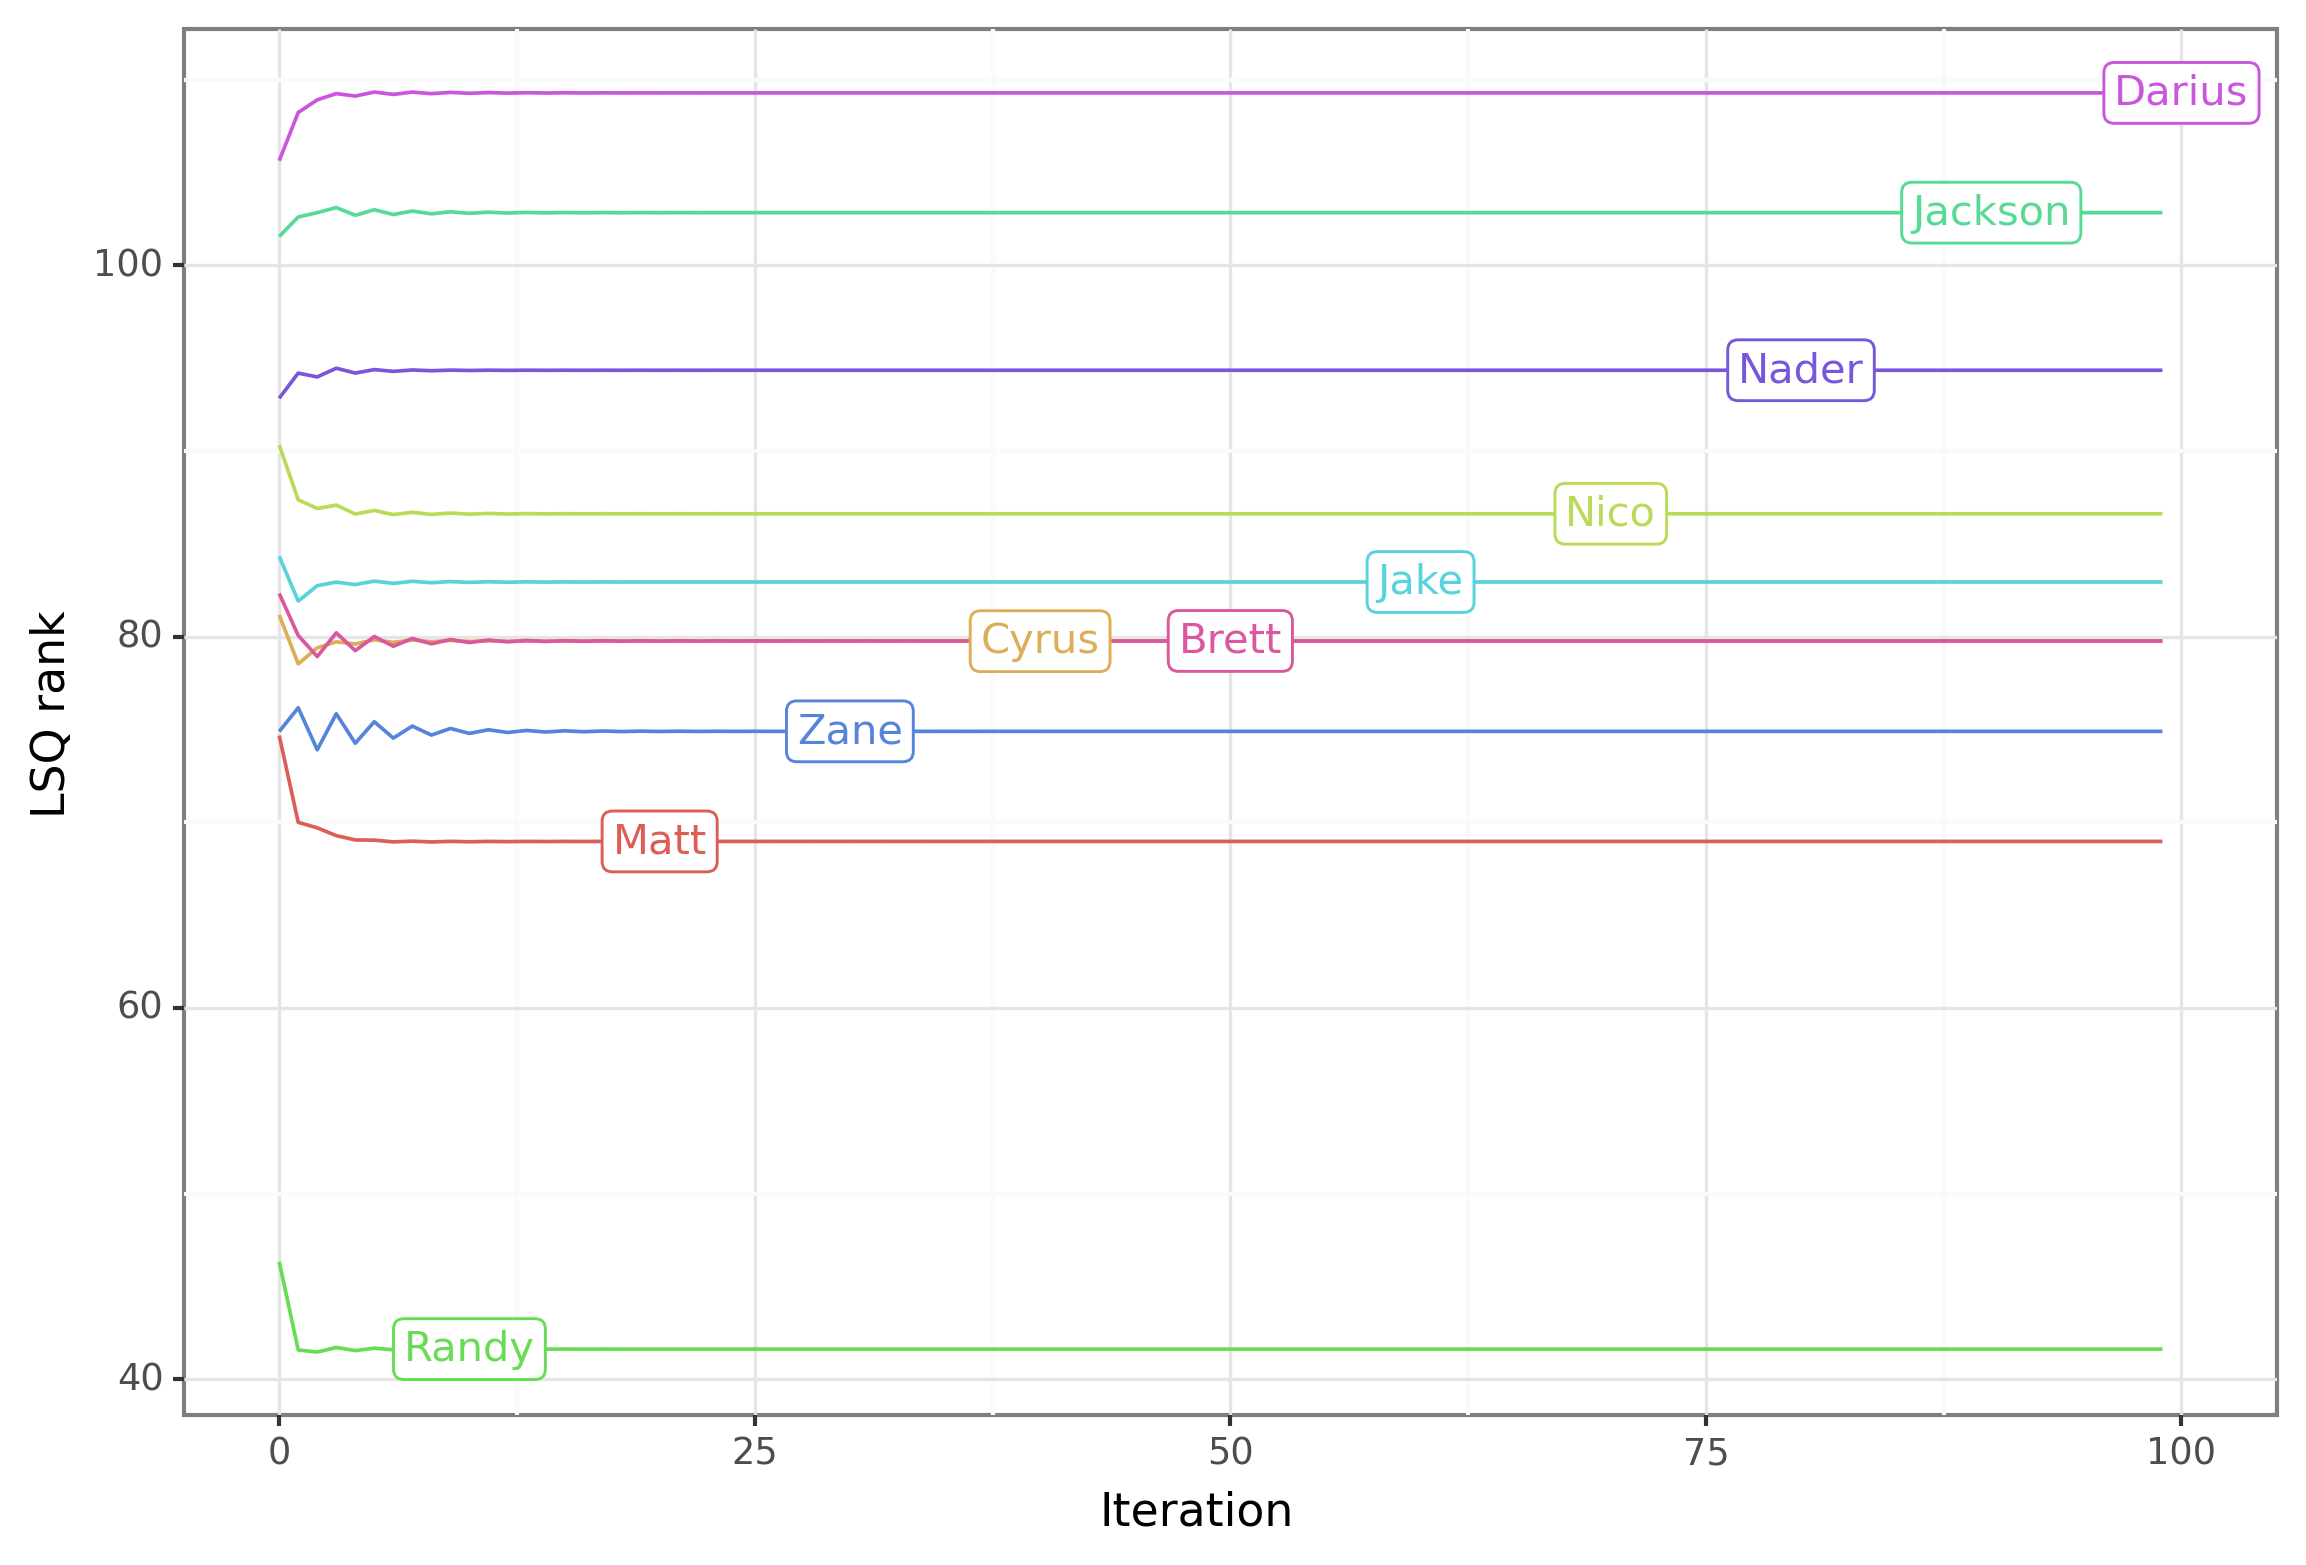 Darius
Jackson
100
Nader
Nico
Jake
80
Cyrus
Brett
Zane
Matt
LSQ rank
60
Randy
40
0
25
50
75
100
Iteration